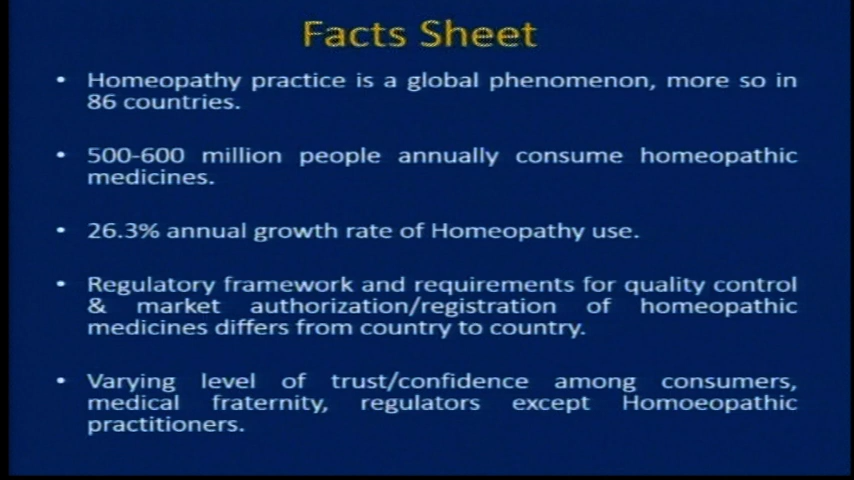 Facts Sheet
• Homeopathy practice is a global phenomenon, more so in
86 countries.
• 500-600 million people annually consume homeopathic
medicines.
• 26.3% annual growth rate of Homeopathy use.
• Regulatory framework and requirements for quality control
& market authorization/registration of homeopathic
medicines differs from country to country.
• Varying level of trust/confidence among consumers,
medical fraternity, regulators except Homoeopathic
practitioners.